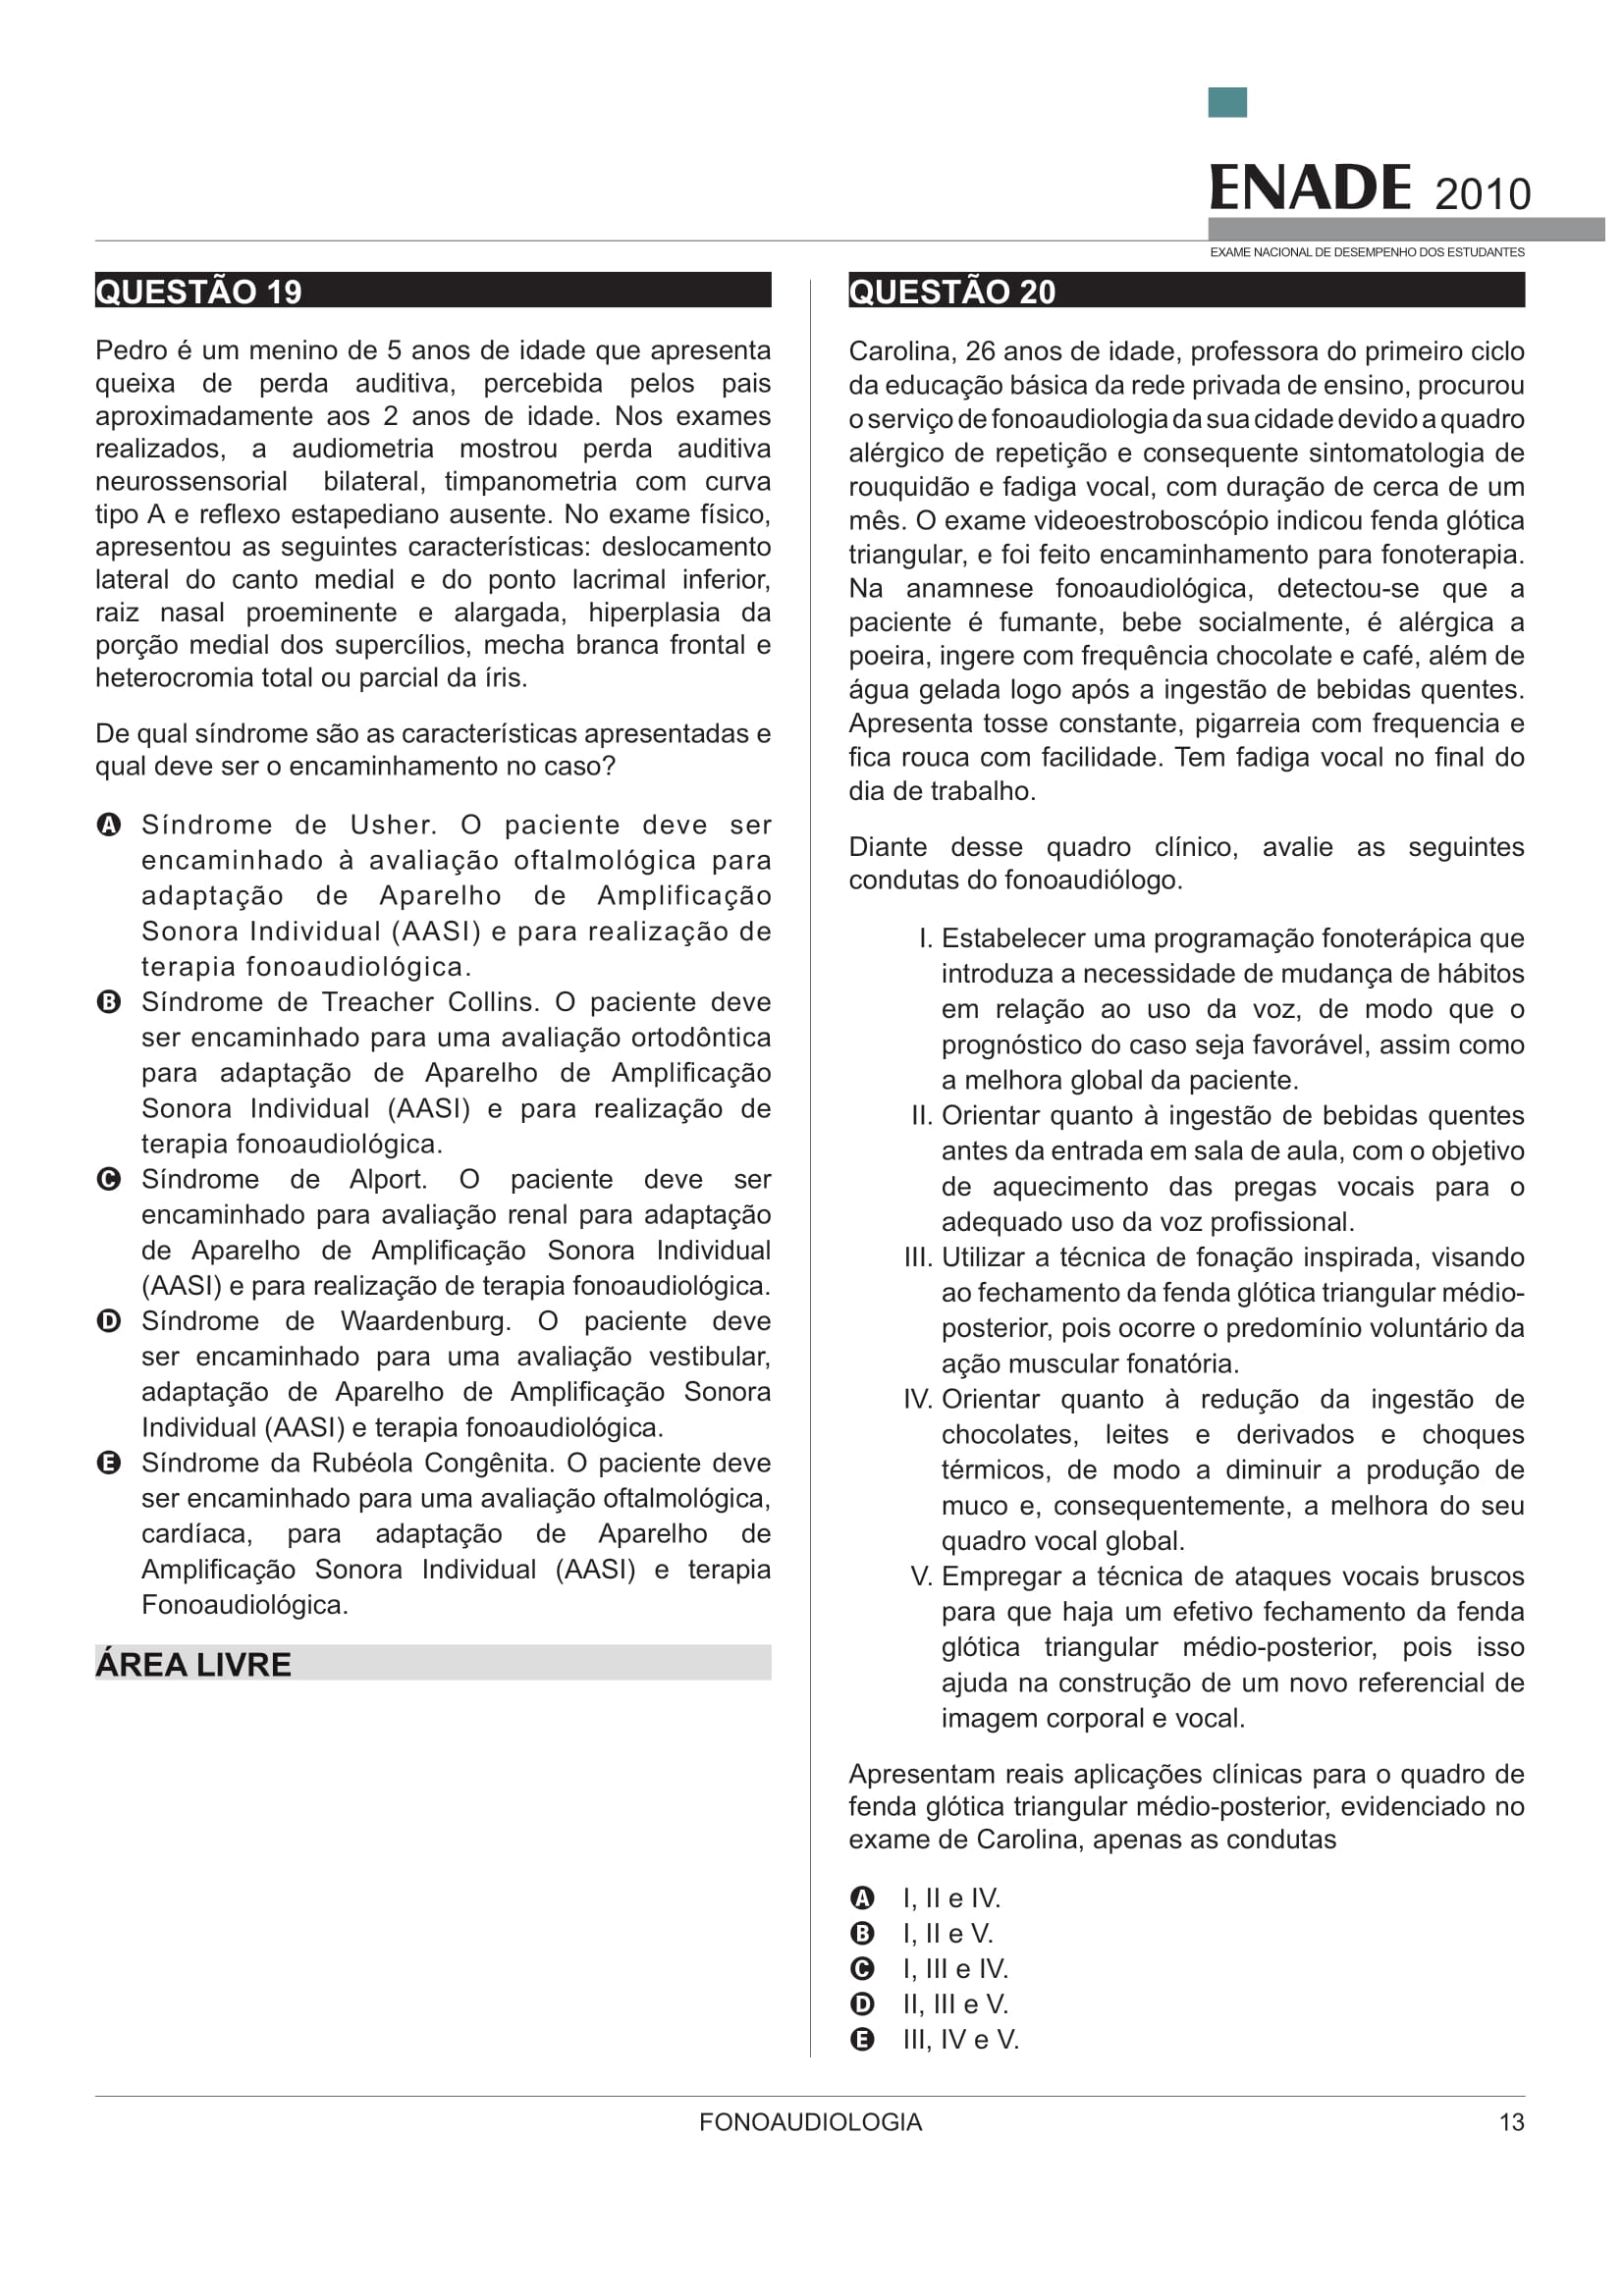 ENADE 2010
EXAME NACIONAL DE DESEMPENHO DOS ESTUDANTES
QUESTÃO 19
Pedro é um menino de 5 anos de idade que apresenta
queixa de perda auditiva, percebida pelos pais
aproximadamente aos 2 anos de idade. Nos exames
realizados, a audiometria mostrou perda auditiva
neurossensorial bilateral, timpanometria com curva
tipo A e reflexo estapediano ausente. No exame físico,
apresentou as seguintes características: deslocamento
lateral do canto medial e do ponto lacrimal inferior,
raiz nasal proeminente e alargada, hiperplasia da
porção medial dos supercílios, mecha branca frontal e
heterocromia total ou parcial da íris.
De qual síndrome são as características apresentadas e
qual deve ser o encaminhamento no caso?
A Síndrome de Usher. O paciente deve ser
encaminhado à avaliação oftalmológica para
adaptação de Aparelho de Amplificação
Sonora Individual (AASI) e para realização de
terapia fonoaudiológica.
B Síndrome de Treacher Collins. O paciente deve
ser encaminhado para uma avaliação ortodôntica
para adaptação de Aparelho de Amplificação
Sonora Individual (AASI) e para realização de
terapia fonoaudiológica.
C Síndrome de Alport. O paciente deve ser
encaminhado para avaliação renal para adaptação
de Aparelho de Amplificação Sonora Individual
(AASI) e para realização de terapia fonoaudiológica.
D Síndrome de Waardenburg. O paciente deve
ser encaminhado para uma avaliação vestibular,
adaptação de Aparelho de Amplificação Sonora
Individual (AASI) e terapia fonoaudiológica.
E Síndrome da Rubéola Congênita. O paciente deve
ser encaminhado para uma avaliação oftalmológica,
cardíaca, para adaptação de Aparelho de
Amplificação Sonora Individual (AASI) e terapia
Fonoaudiológica.
ÁREA LIVRE
QUESTÃO 20
Carolina, 26 anos de idade, professora do primeiro ciclo
da educação básica da rede privada de ensino, procurou
o serviço de fonoaudiologia da sua cidade devido a quadro
alérgico de repetição e consequente sintomatologia de
rouquidão e fadiga vocal, com duração de cerca de um
mês. O exame videoestroboscópio indicou fenda glótica
triangular, e foi feito encaminhamento para fonoterapia.
Na anamnese fonoaudiológica, detectou-se que a
paciente é fumante, bebe socialmente, é alérgica a
poeira, ingere com frequência chocolate e café, além de
água gelada logo após a ingestão de bebidas quentes.
Apresenta tosse constante, pigarreia com frequencia e
fica rouca com facilidade. Tem fadiga vocal no final do
dia de trabalho.
Diante desse quadro clínico, avalie as seguintes
condutas do fonoaudiólogo.
I. Estabelecer uma programação fonoterápica que
introduza a necessidade de mudança de hábitos
em relação ao uso da voz, de modo que o
prognóstico do caso seja favorável, assim como
a melhora global da paciente.
II. Orientar quanto à ingestão de bebidas quentes
antes da entrada em sala de aula, com o objetivo
de aquecimento das pregas vocais para o
adequado uso da voz profissional.
III. Utilizar a técnica de fonação inspirada, visando
ao fechamento da fenda glótica triangular médio-
posterior, pois ocorre o predomínio voluntário da
ação muscular fonatória.
IV. Orientar quanto à redução da ingestão de
chocolates, leites e derivados e choques
térmicos, de modo a diminuir a produção de
muco e, consequentemente, a melhora do seu
quadro vocal global.
V. Empregar a técnica de ataques vocais bruscos
para que haja um efetivo fechamento da fenda
glótica triangular médio-posterior, pois isso
ajuda na construção de um novo referencial de
imagem corporal e vocal.
Apresentam reais aplicações clínicas para o quadro de
fenda glótica triangular médio-posterior, evidenciado no
exame de Carolina, apenas as condutas
A I, II e IV.
B I, II e V.
C I, III e IV.
D II, III e V.
E III, IV e V.
FONOAUDIOLOGIA
13